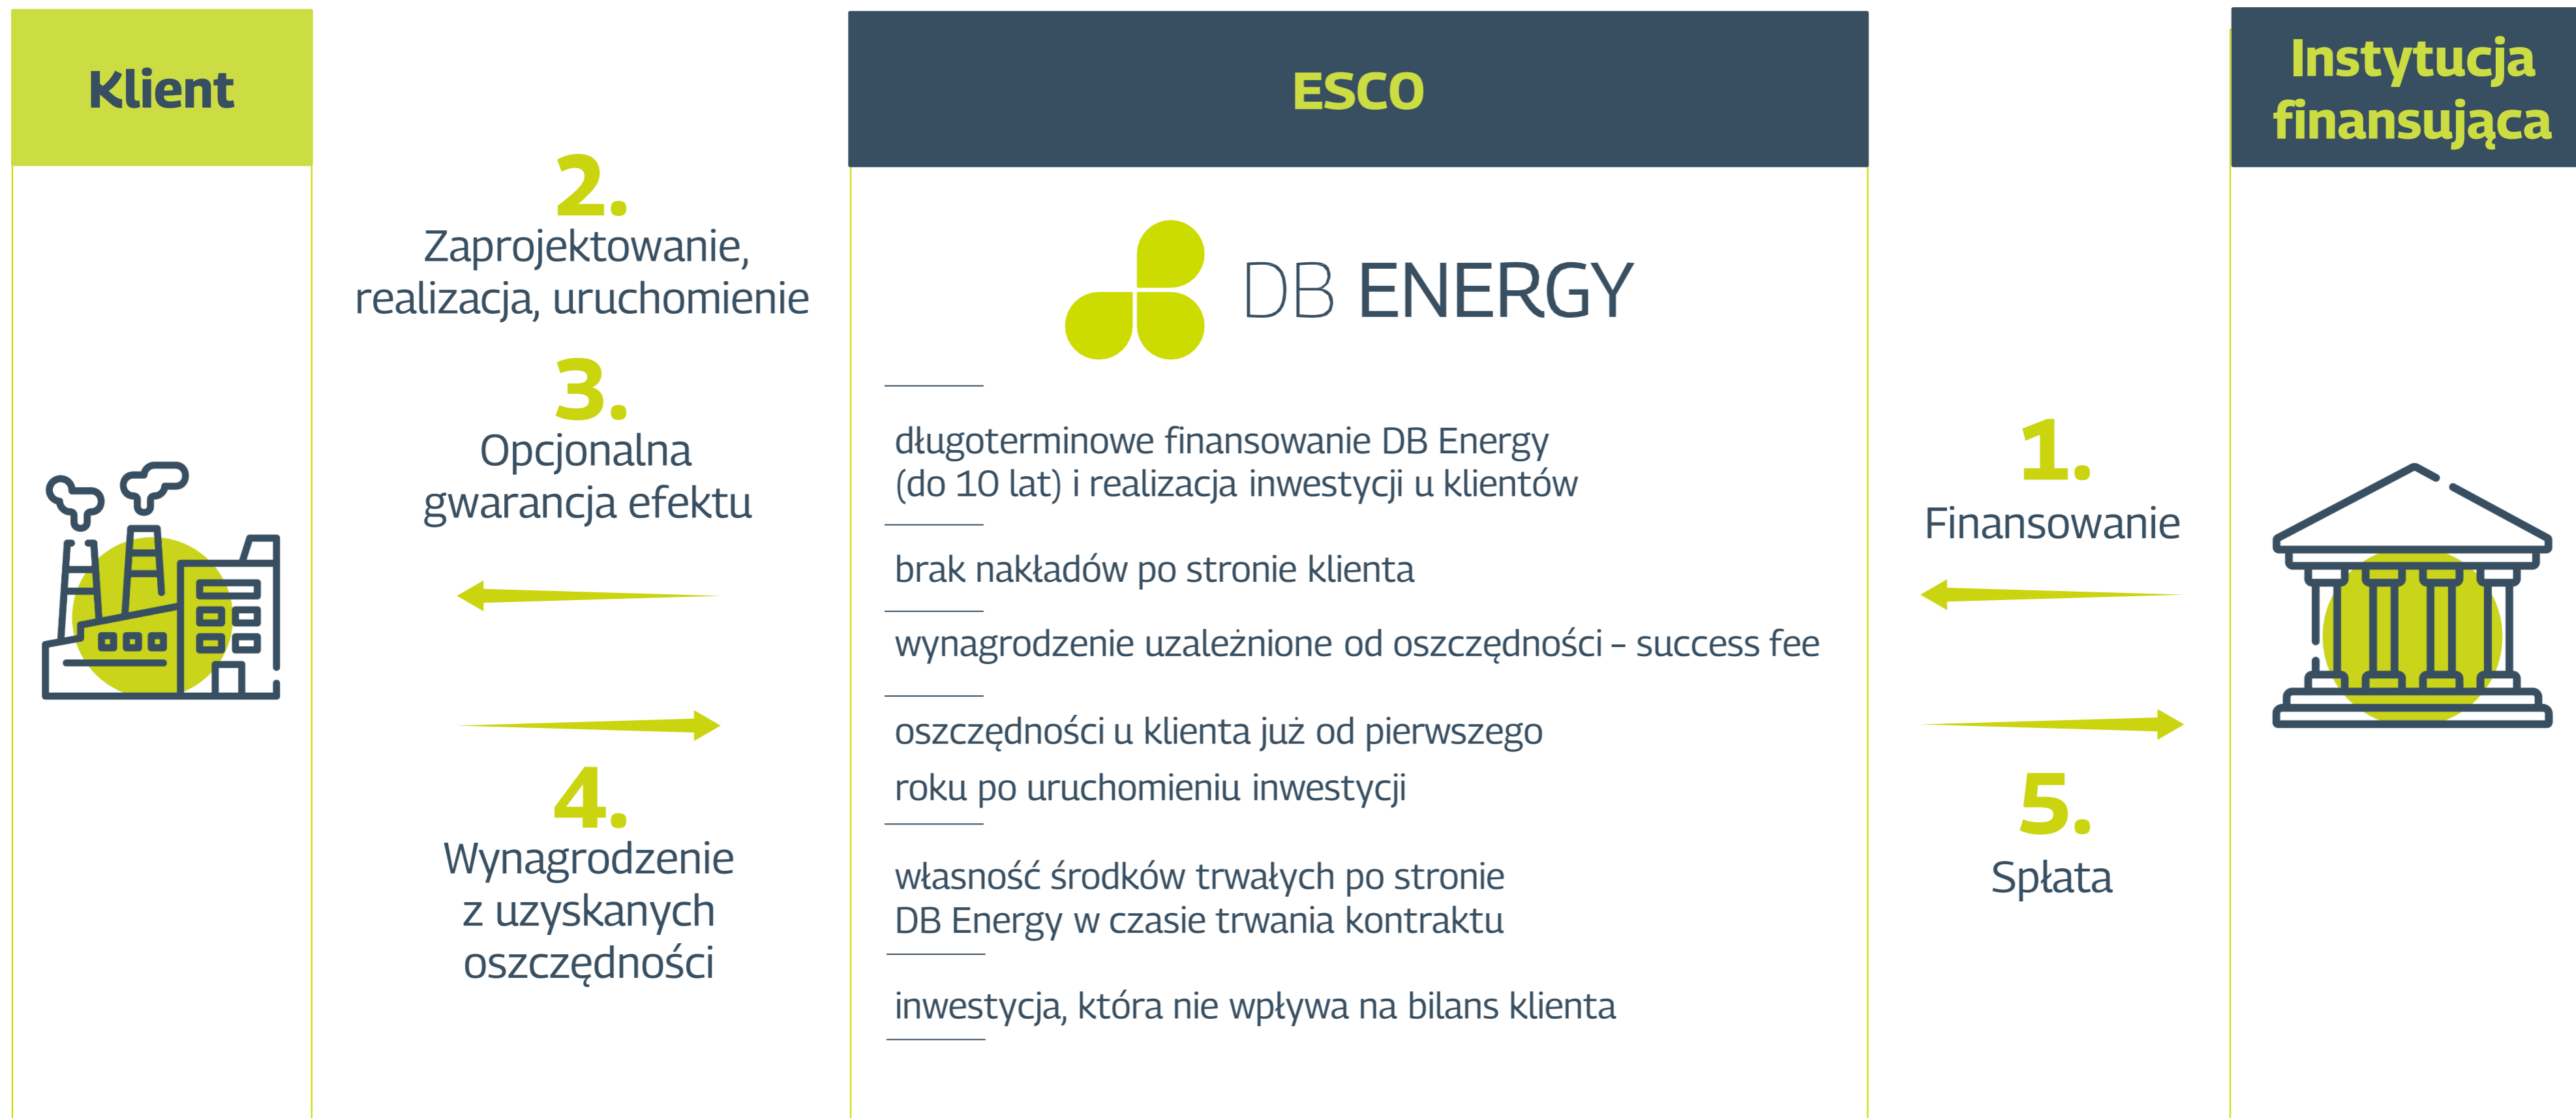 Klient
ESCO
Instytucja
finansująca
2.
Zaprojektowanie,
realizacja, uruchomienie
3.
Opcjonalna
gwarancja efektu
4.
Wynagrodzenie
z uzyskanych
oszczędności
DB ENERGY
długoterminowe finansowanie DB Energy
(do 10 lat) i realizacja inwestycji u klientów
brak nakładów po stronie klienta
wynagrodzenie uzależnione od oszczędności – success fee
oszczędności u klienta już od pierwszego
roku po uruchomieniu inwestycji
własność środków trwałych po stronie
DB Energy w czasie trwania kontraktu
inwestycja, która nie wpływa na bilans klienta
1.
Finansowanie
5.
Spłata